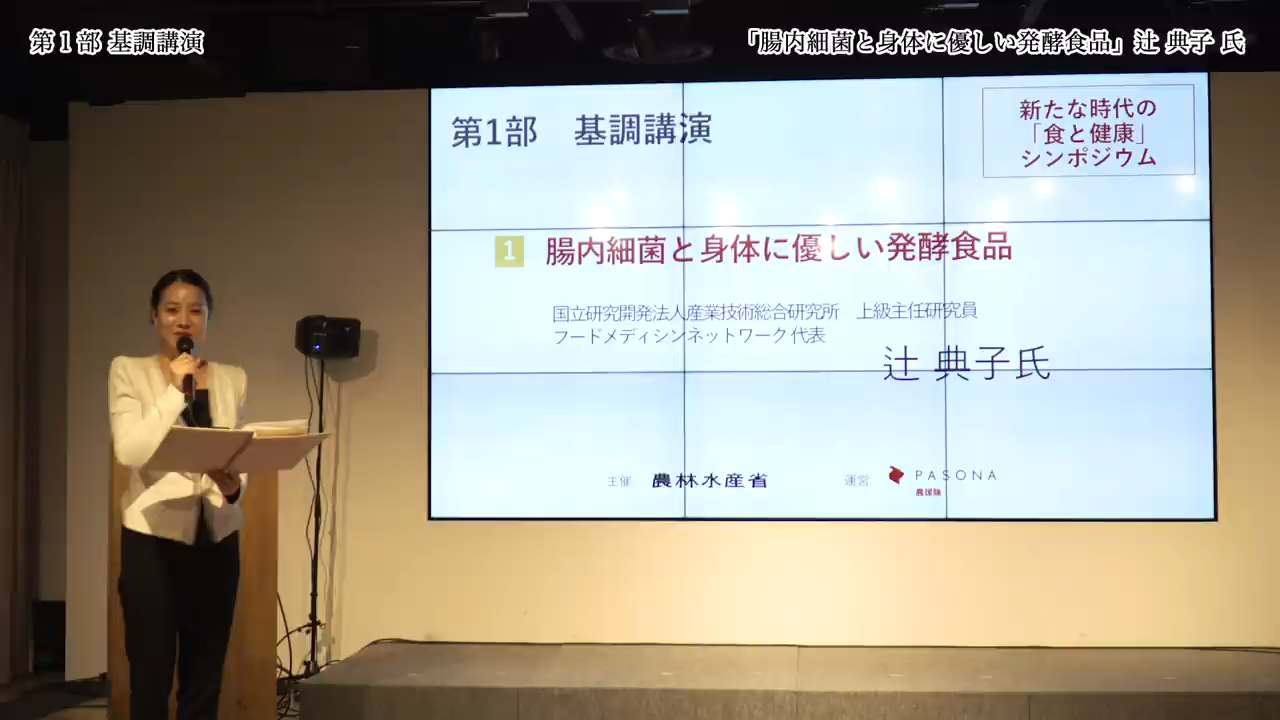 第1部 基調講演
「腸内細菌と身体に優しい発酵食品」辻 典子 氏
第1部 基調講演
新たな時代の
「食と健康」
シンポジウム
1 腸内細菌と身体に優しい発酵食品
国立研究開発法人産業技術総合研究所 上級主任研究員
フードメディシンネットワーク 代表
辻 典子氏
主催 農林水産省 運営 PASONA
農援隊